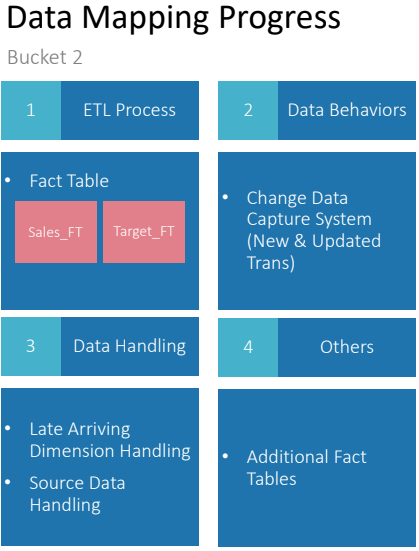 Data Mapping Progress
Bucket 2
1
ETL Process
• Fact Table
Sales_FT
Target_FT
2
Data Behaviors
• Change Data
Capture System
(New & Updated
Trans)
3
Data Handling
• Late Arriving
Dimension Handling
• Source Data
Handling
4
Others
• Additional Fact
Tables